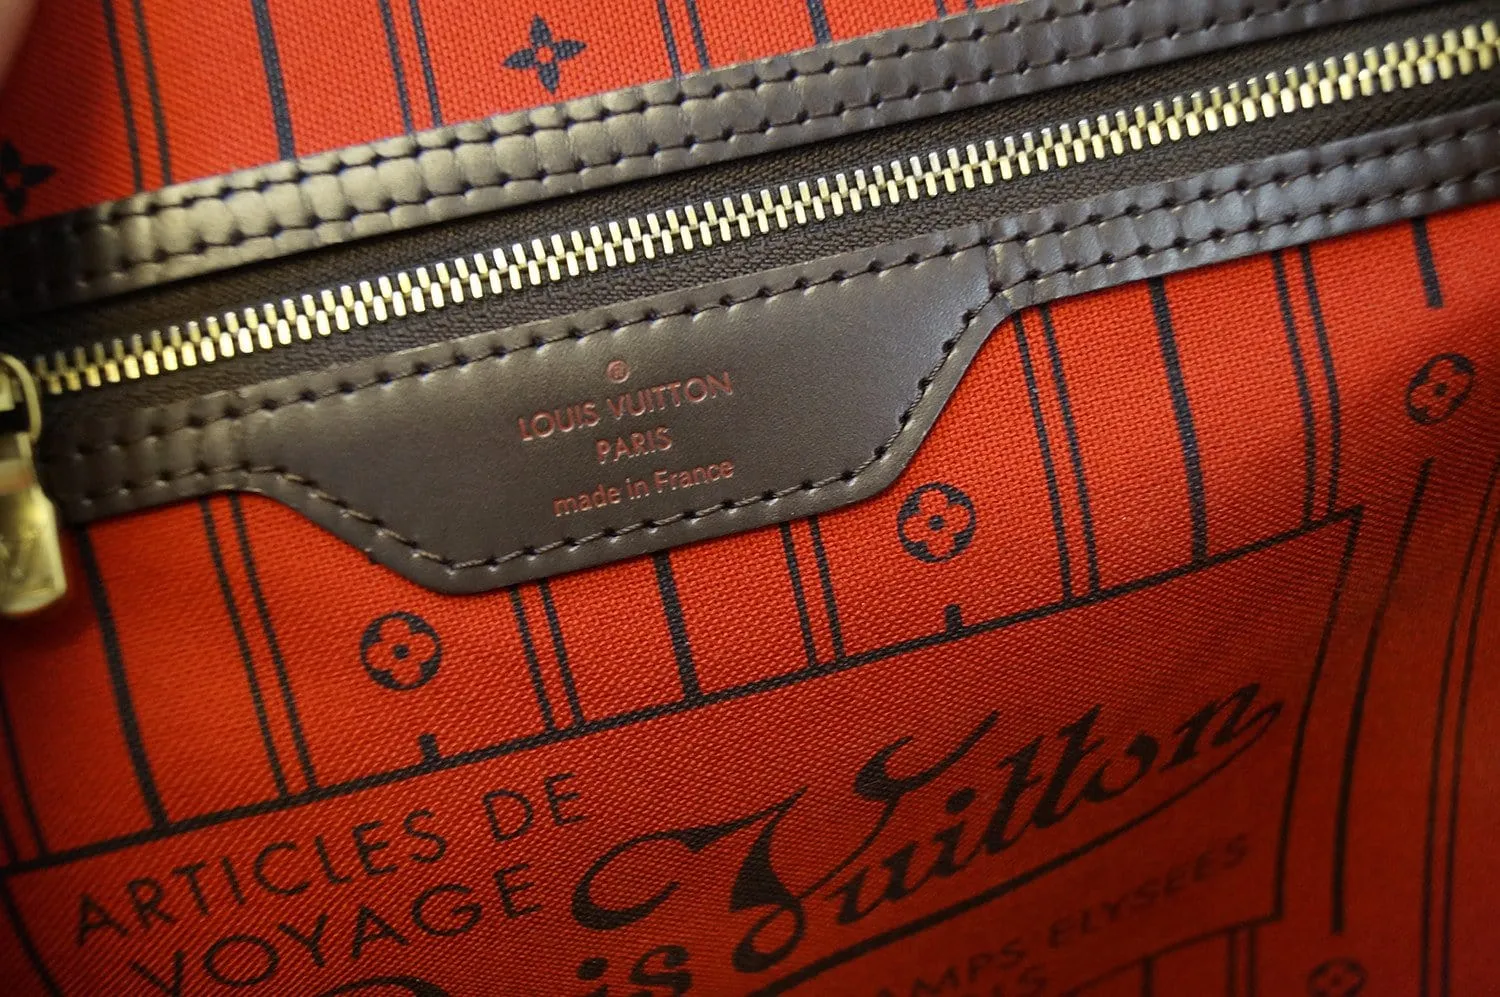 LOUIS VUITTON
PARIS
made in France
ARTICLES DE
VOYAGE
Vuitton